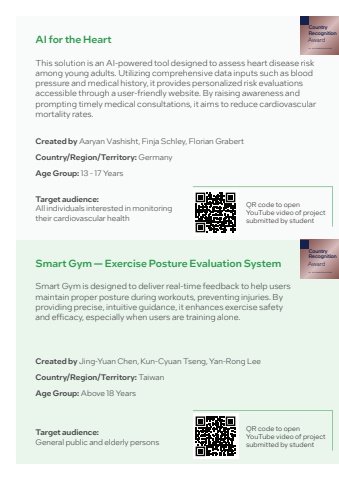 Country
Recognition
Award
AI for the Heart
This solution is an AI-powered tool designed to assess heart disease risk
among young adults. Utilizing comprehensive data inputs such as blood
pressure and medical history, it provides personalized risk evaluations
accessible through a user-friendly website. By raising awareness and
prompting timely medical consultations, it aims to reduce cardiovascular
mortality rates.
Created by Aaryan Vashisht, Finja Schley, Florian Grabert
Country/Region/Territory: Germany
Age Group: 13 - 17 Years
Target audience:
All individuals interested in monitoring
their cardiovascular health
QR code to open
YouTube video of project
submitted by student
Country
Recognition
Award
Smart Gym — Exercise Posture Evaluation System
Smart Gym is designed to deliver real-time feedback to help users
maintain proper posture during workouts, preventing injuries. By
providing precise, intuitive guidance, it enhances exercise safety
and efficacy, especially when users are training alone.
Created by Jing-Yuan Chen, Kun-Cyuan Tseng, Yan-Rong Lee
Country/Region/Territory: Taiwan
Age Group: Above 18 Years
Target audience:
General public and elderly persons
QR code to open
YouTube video of project
submitted by student